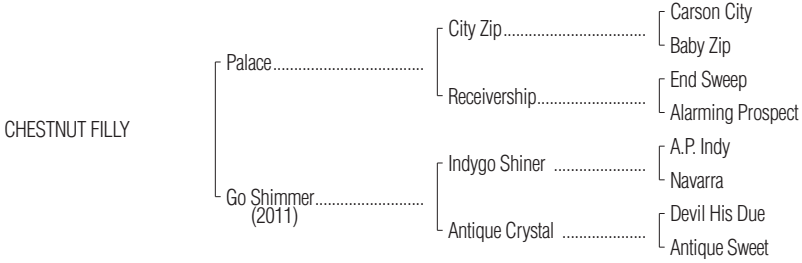 Carson City
City Zip................................
Baby Zip
Palace.................................
End Sweep
Receivership........................
Alarming Prospect
CHESTNUT FILLY
A.P. Indy
Indygo Shiner ....................
Navarra
Go Shimmer........................
(2011)
Devil His Due
Antique Crystal ..................
Antique Sweet